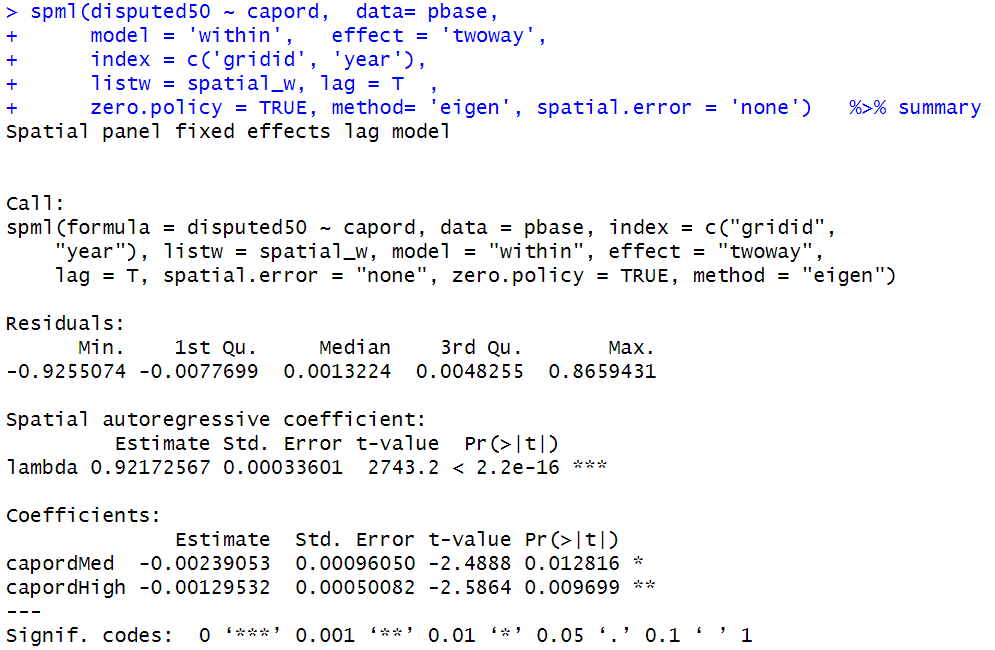 > spml(disputed50 ~ capord,  data= pbase,
+      model = 'within',   effect = 'twoway',
+      index = c('gridid', 'year'),
+      listw = spatial_w, lag = T  ,
+      zero.policy = TRUE, method= 'eigen', spatial.error = 'none')   %>% summary
Spatial panel fixed effects lag model
Call:
spml(formula = disputed50 ~ capord, data = pbase, index = c("gridid",
    "year"), listw = spatial_w, model = "within", effect = "twoway",
    lag = T, spatial.error = "none", zero.policy = TRUE, method = "eigen")
Residuals:
      Min.    1st Qu.     Median    3rd Qu.       Max.
-0.9255074 -0.0077699  0.0013224  0.0048255  0.8659431
Spatial autoregressive coefficient:
         Estimate Std. Error t-value  Pr(>|t|)
lambda 0.92172567 0.00033601  2743.2 < 2.2e-16 ***
Coefficients:
              Estimate  Std. Error t-value Pr(>|t|)
capordMed  -0.00239053  0.00096050 -2.4888 0.012816 *
capordHigh -0.00129532  0.00050082 -2.5864 0.009699 **
---
Signif. codes:  0 ‘***’ 0.001 ‘**’ 0.01 ‘*’ 0.05 ‘.’ 0.1 ‘ ’ 1